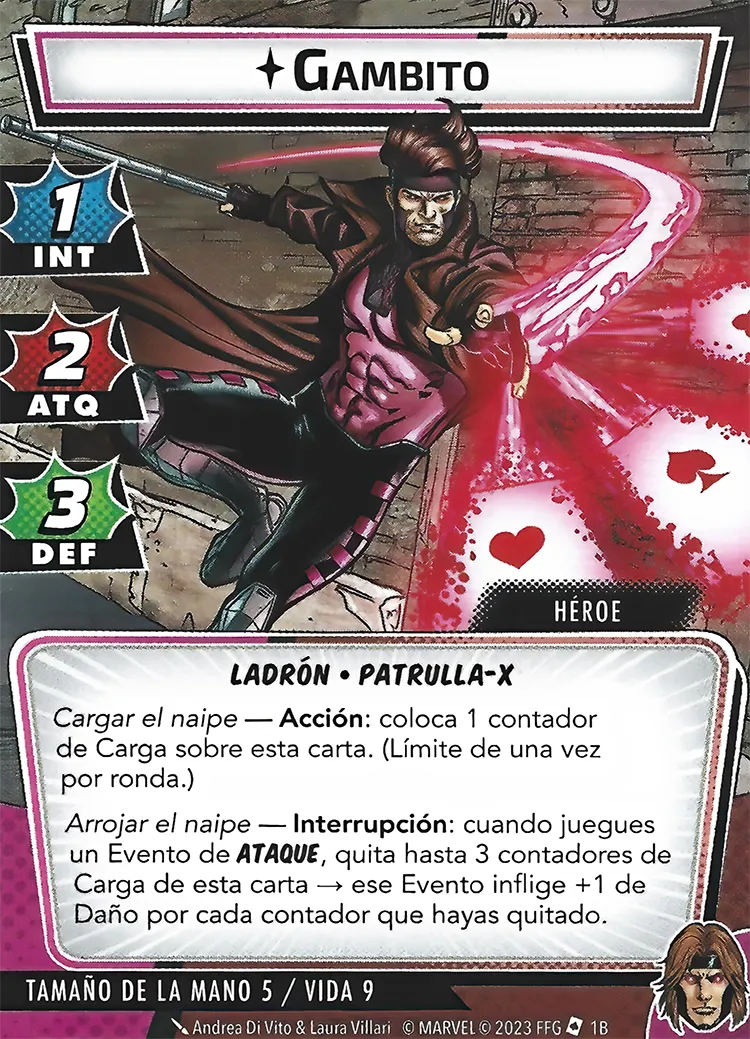 GAMBITO
1
INT
2
ATQ
3
DEF
HÉROE
LADRÓN • PATRULLA-X
Cargar el naipe — Acción: coloca 1 contador
de Carga sobre esta carta. (Límite de una vez
por ronda.)
Arrojar el naipe — Interrupción: cuando juegues
un Evento de ATAQUE, quita hasta 3 contadores de
Carga de esta carta → ese Evento inflige +1 de
Daño por cada contador que hayas quitado.
TAMAÑO DE LA MANO 5 / VIDA 9
Andrea Di Vito & Laura Villari © MARVEL © 2023 FFG 1B